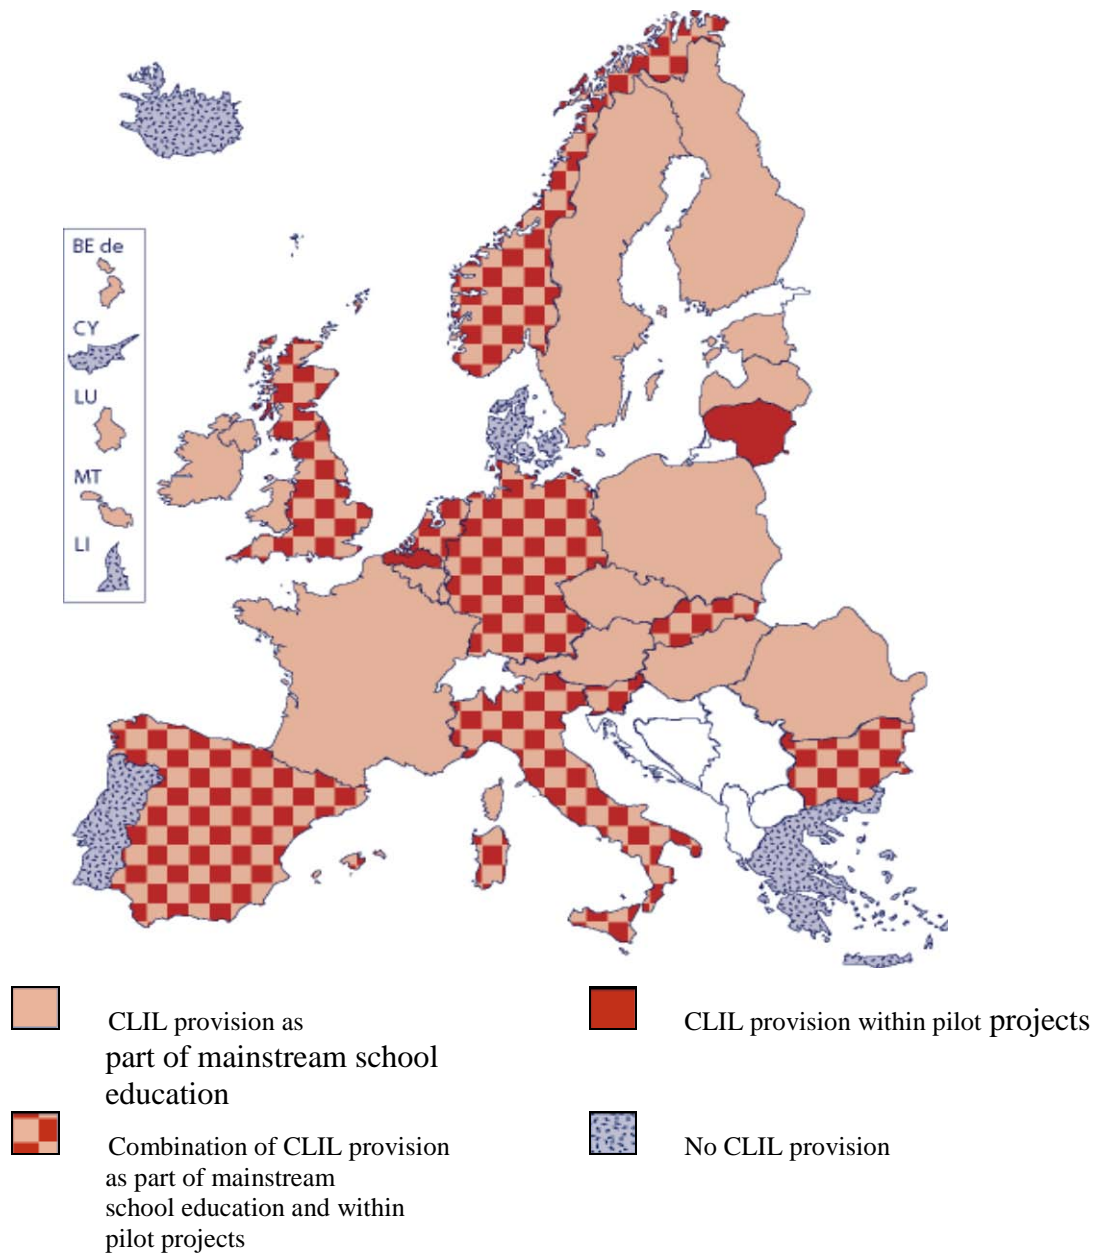 BE de
CY
LU
MT
LI
CLIL provision as
part of mainstream school
education
CLIL provision within pilot projects
Combination of CLIL provision
as part of mainstream
school education and within
pilot projects
No CLIL provision